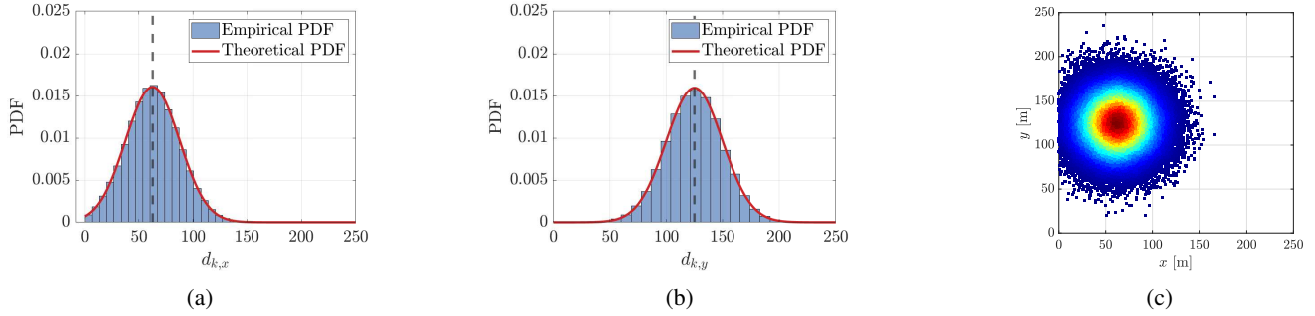 0.025
0.02
0.015
0.01
0.005
0
PDF
Empirical PDF
Theoretical PDF
0 50 100 150 200 250
d_{k,x}
(a)
0.025
0.02
0.015
0.01
0.005
0
PDF
Empirical PDF
Theoretical PDF
0 50 100 150 200 250
d_{k,y}
(b)
250
200
150
100
50
0
y [m]
0 50 100 150 200 250
x [m]
(c)